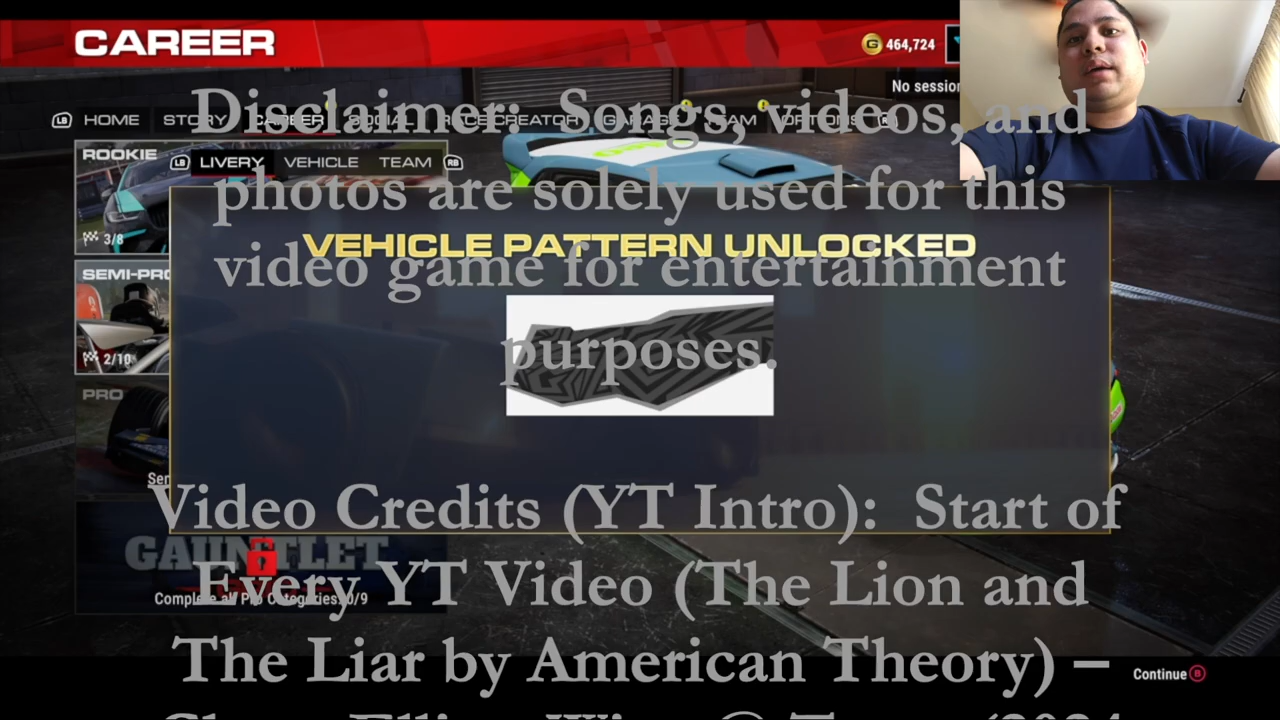 CAREER
464,724
No session
LB HOME STORY CAREER SOCIAL RACE CREATOR GARAGE TEAM OPTIONS
Disclaimer: Songs, videos, and
ROOKIE
LB LIVERY VEHICLE TEAM RB
photos are solely used for this
3/8
VEHICLE PATTERN UNLOCKED
video game for entertainment
SEMI-PRO
purposes.
2/10
PRO
Video Credits (YT Intro): Start of
GAUNTLET
Every YT Video (The Lion and
Complete all Pro Categories: 0/9
The Liar by American Theory) –
Continue B